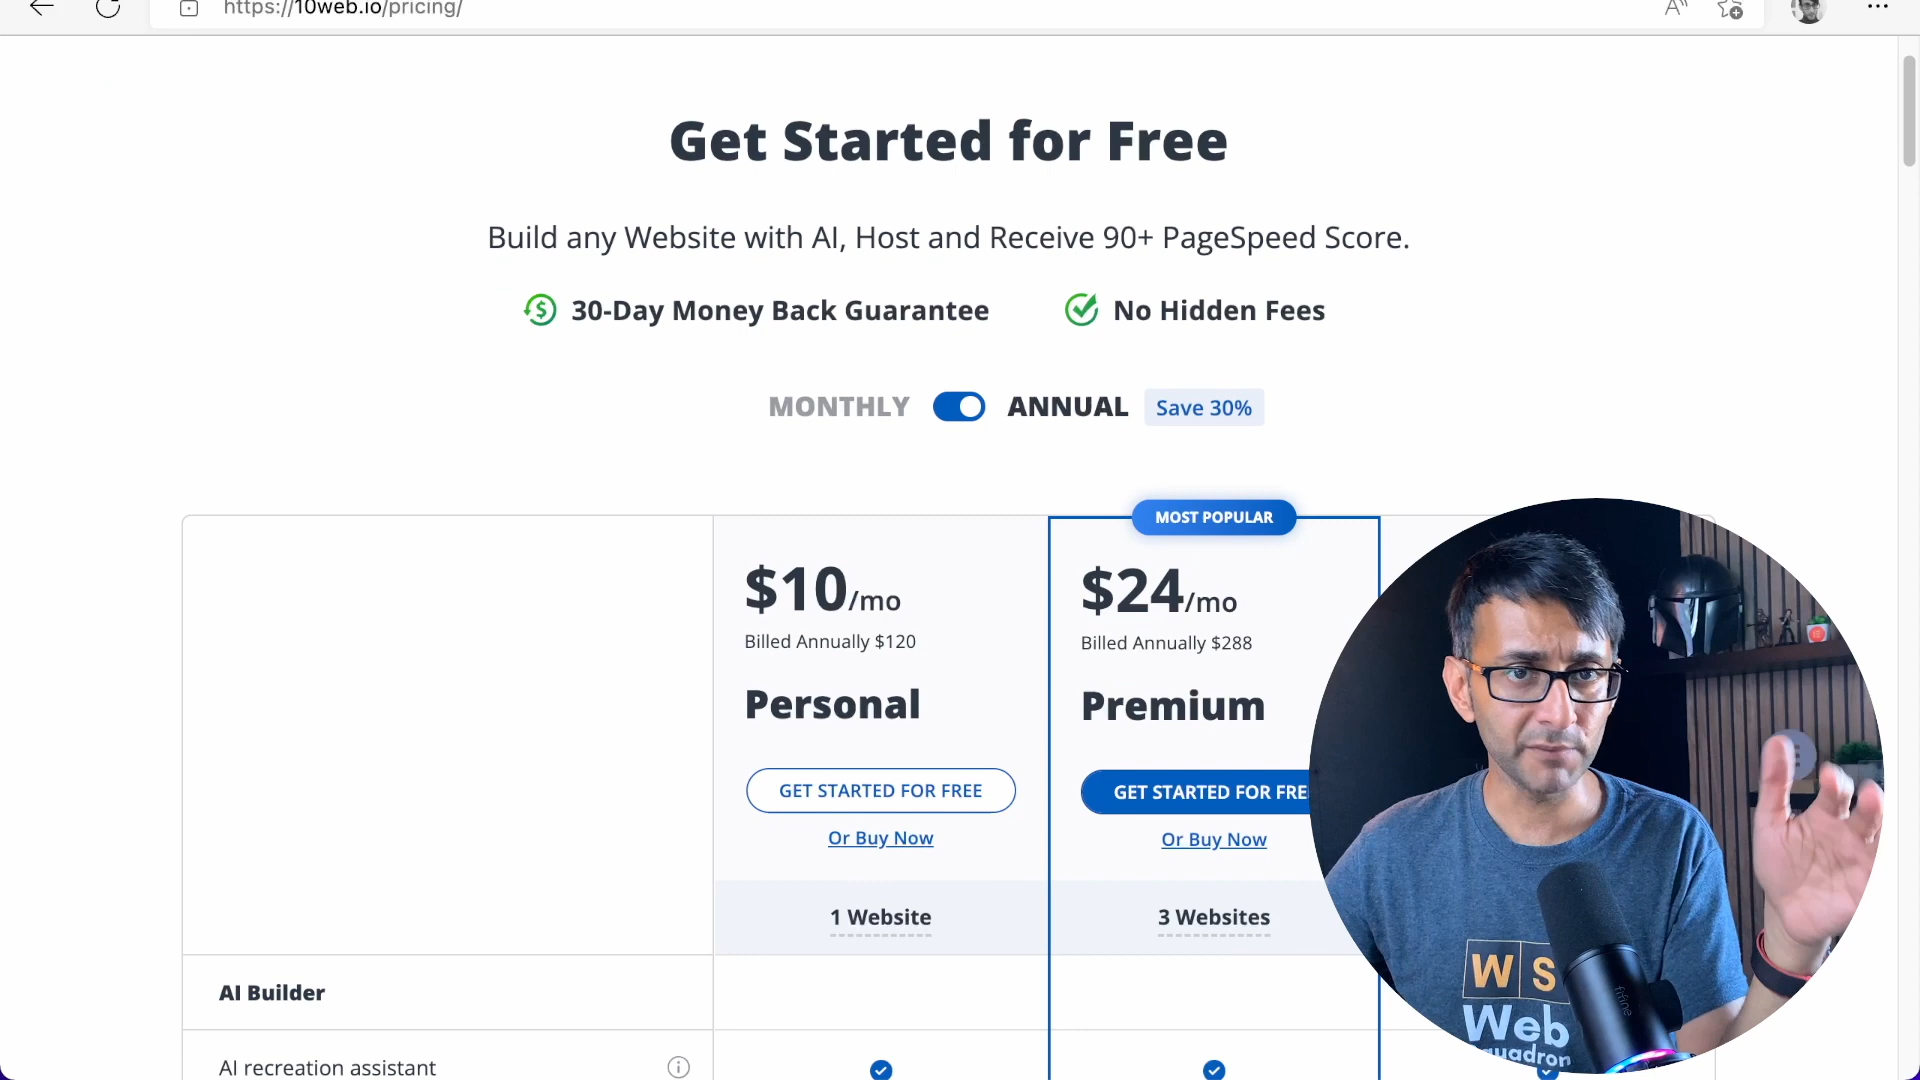 https://10web.io/pricing/
Get Started for Free
Build any Website with AI, Host and Receive 90+ PageSpeed Score.
30-Day Money Back Guarantee
No Hidden Fees
MONTHLY
ANNUAL
Save 30%
MOST POPULAR
$10/mo
Billed Annually $120
Personal
GET STARTED FOR FREE
Or Buy Now
1 Website
$24/mo
Billed Annually $288
Premium
GET STARTED FOR FRE
Or Buy Now
3 Websites
AI Builder
AI recreation assistant
WS
Web
quadron
fifine